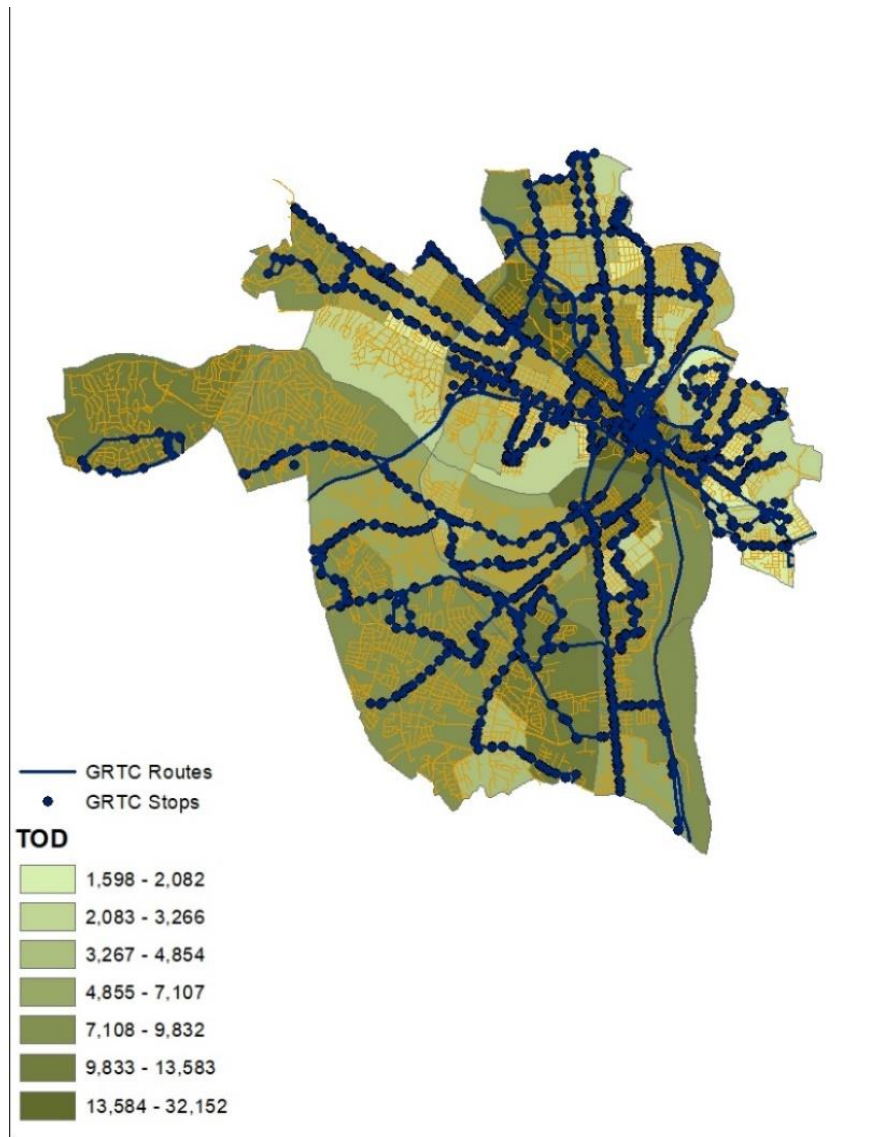 GRTC Routes
GRTC Stops
TOD
1,598 - 2,082
2,083 - 3,266
3,267 - 4,854
4,855 - 7,107
7,108 - 9,832
9,833 - 13,583
13,584 - 32,152